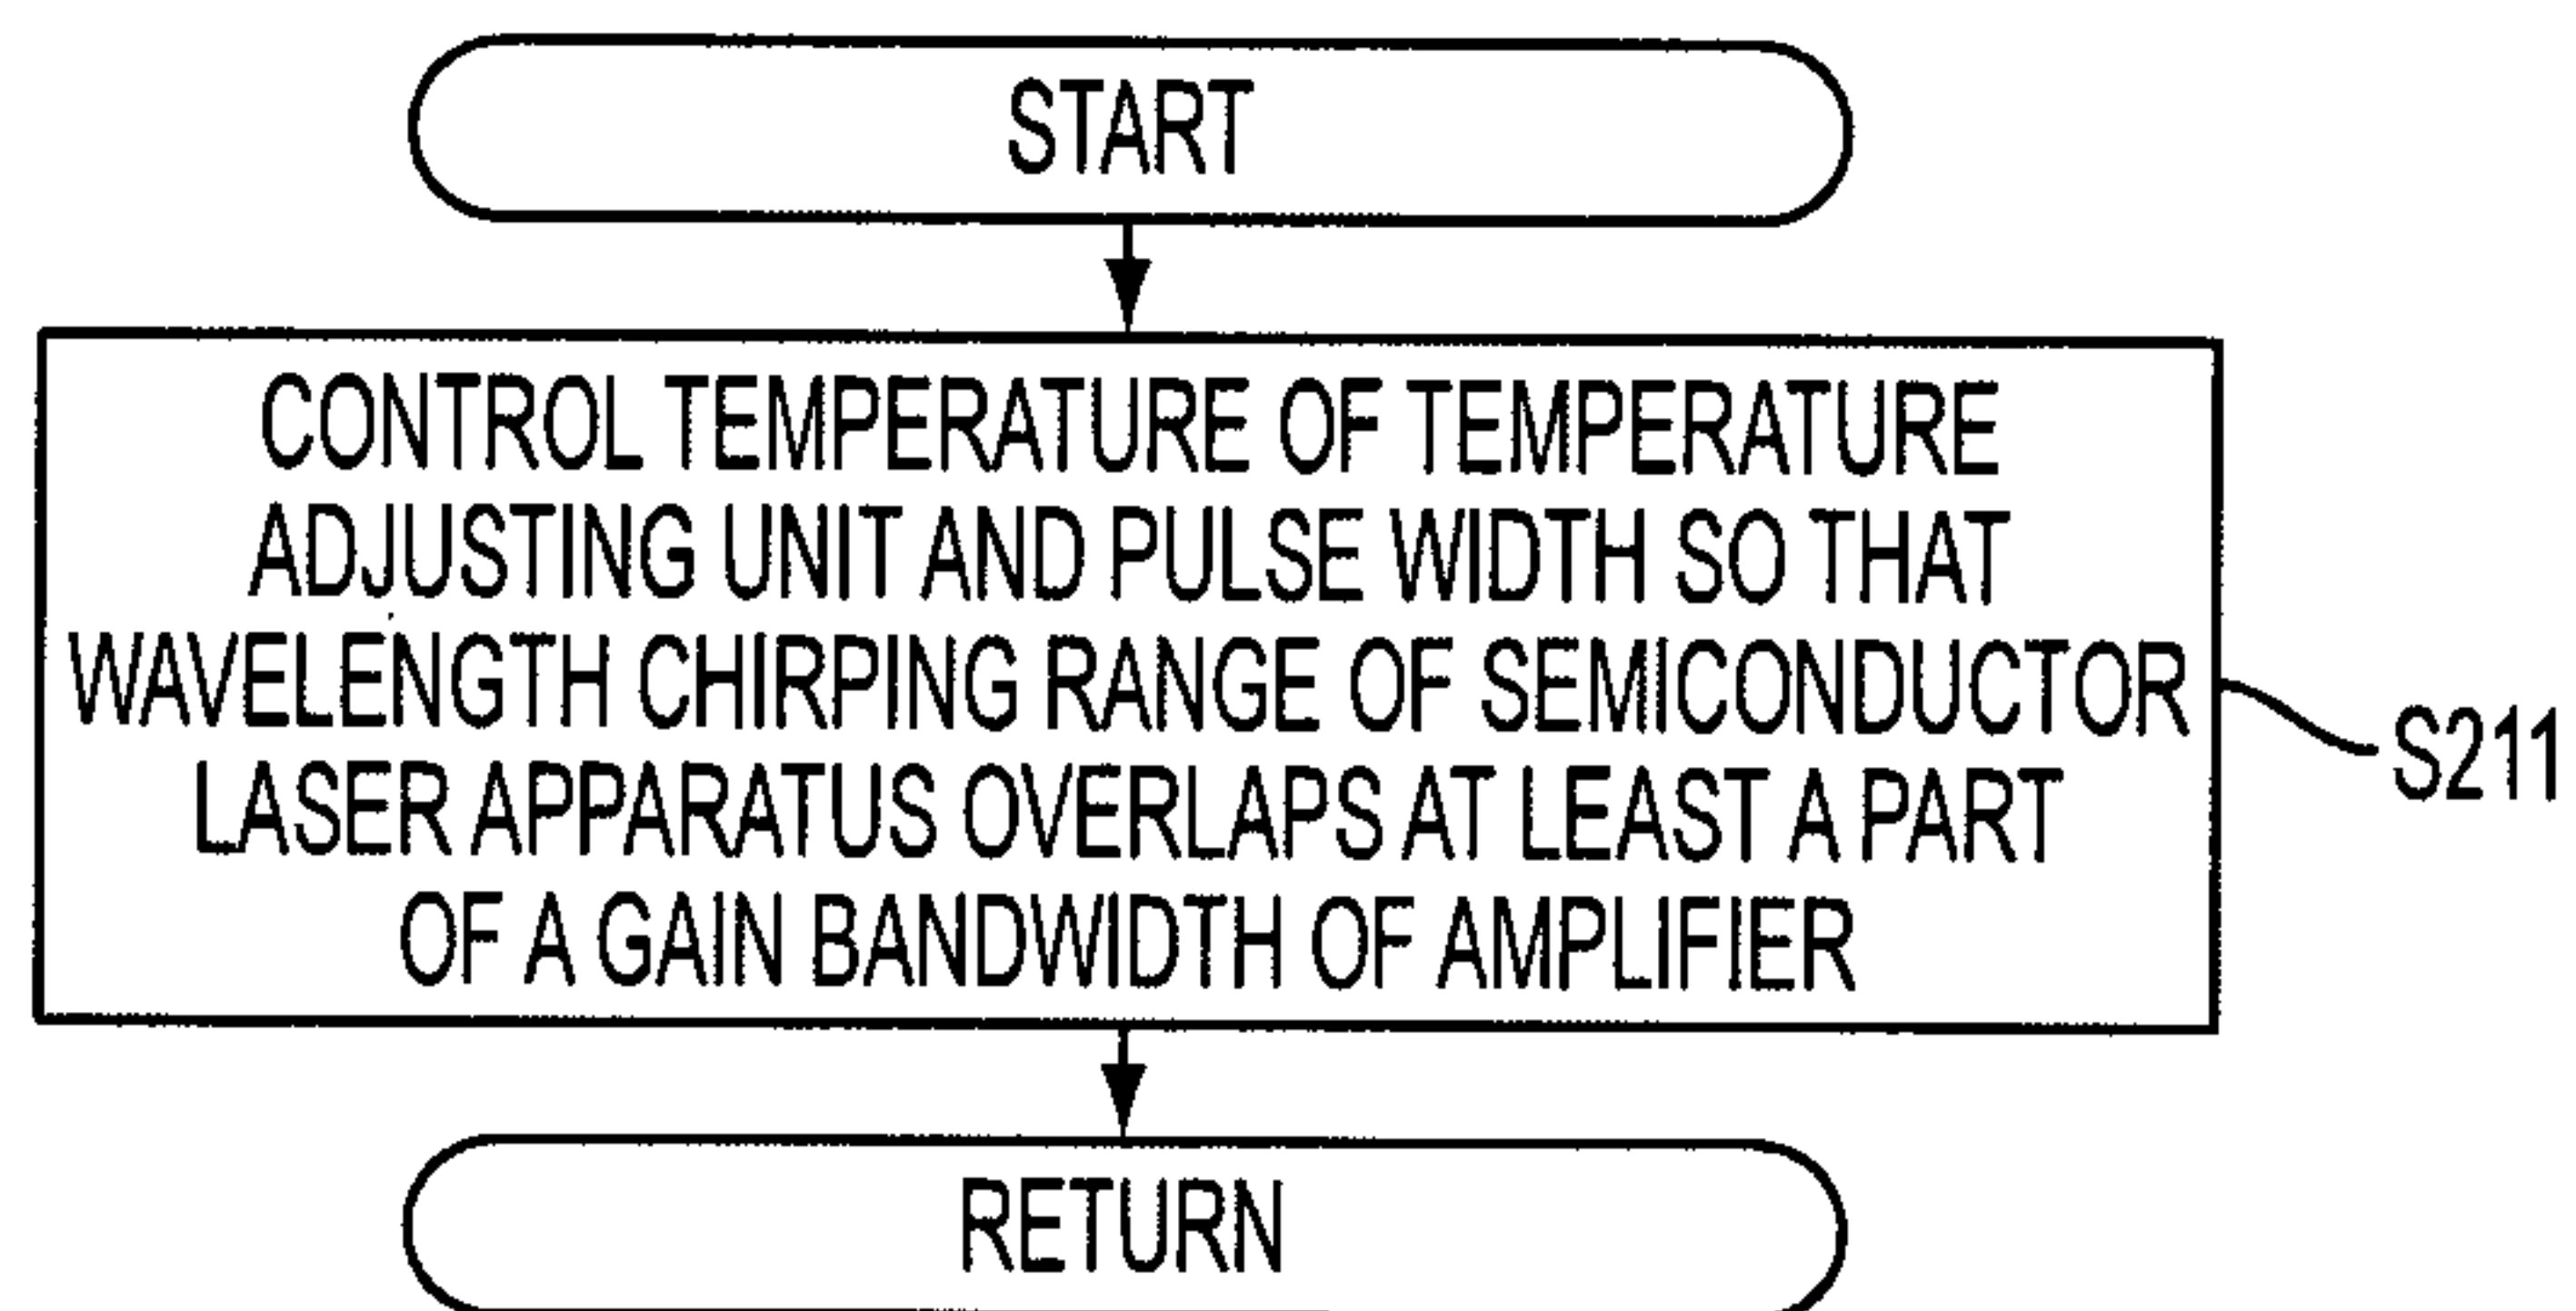 START
CONTROL TEMPERATURE OF TEMPERATURE
ADJUSTING UNIT AND PULSE WIDTH SO THAT
WAVELENGTH CHIRPING RANGE OF SEMICONDUCTOR
LASER APPARATUS OVERLAPS AT LEAST A PART
OF A GAIN BANDWIDTH OF AMPLIFIER
S211
RETURN